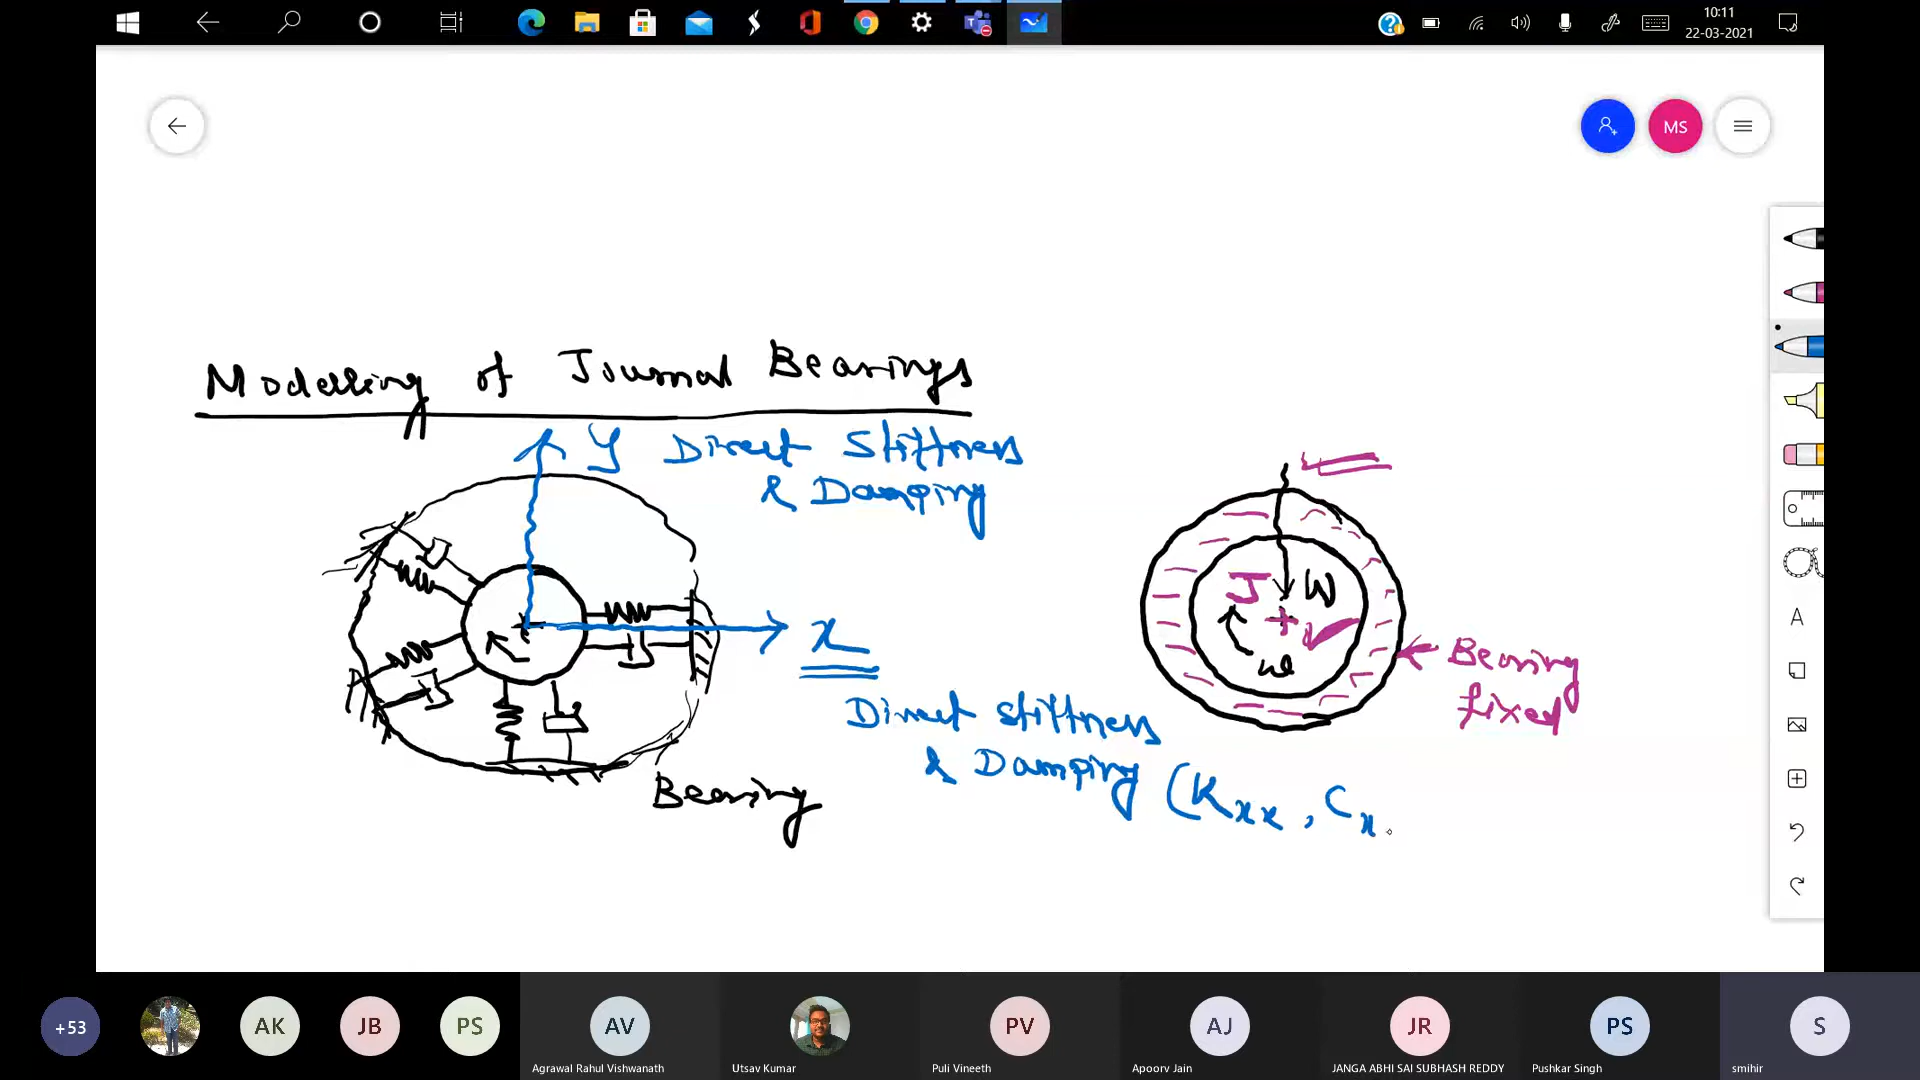 10:11
22-03-2021
MS
Modelling of Journal Bearings
y Direct Stiffness
& Damping
J
W
ω
x
Bearing
fixed
Direct Stiffness
& Damping (Kxx, Cx
Bearing
A
+53
AK
JB
PS
AV
PV
AJ
JR
PS
S
Agrawal Rahul Vishwanath
Utsav Kumar
Puli Vineeth
Apoorv Jain
JANGA ABHI SAI SUBHASH REDDY
Pushkar Singh
smihir